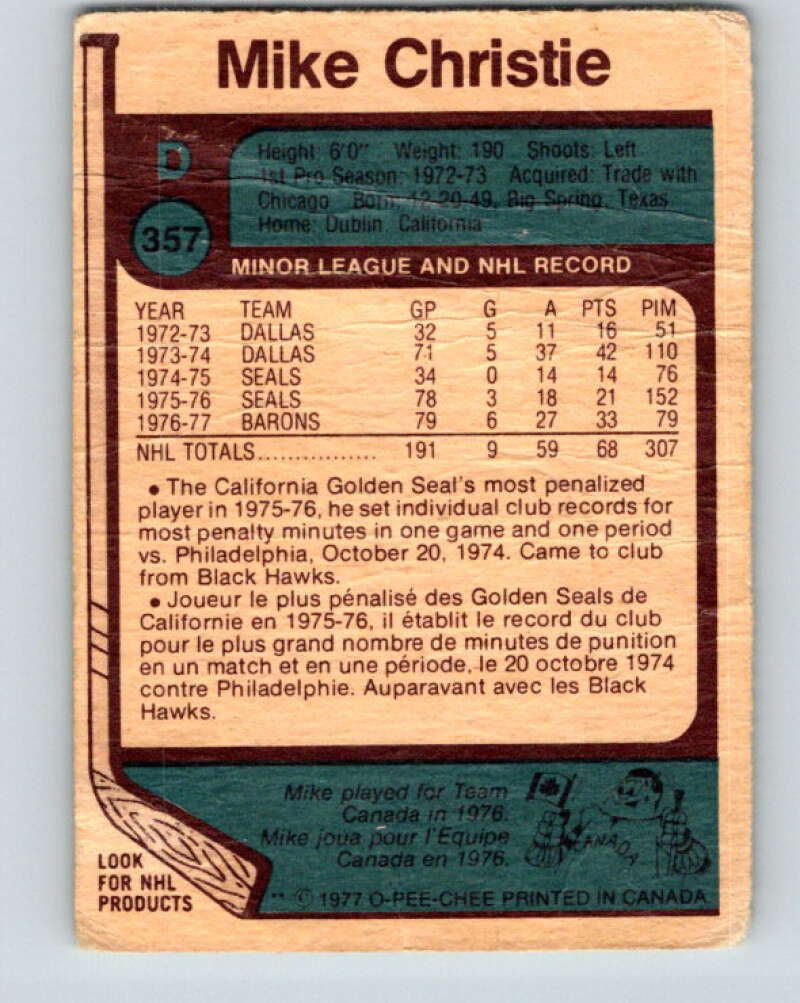 Mike Christie
D
Height: 6'0" Weight: 190 Shoots: Left
1st Pro Season: 1972-73 Acquired: Trade with
Chicago Born: 12-20-49, Big Spring, Texas
Home: Dublin, California
357
MINOR LEAGUE AND NHL RECORD
YEAR TEAM GP G A PTS PIM
1972-73 DALLAS 32 5 11 16 51
1973-74 DALLAS 71 5 37 42 110
1974-75 SEALS 34 0 14 14 76
1975-76 SEALS 78 3 18 21 152
1976-77 BARONS 79 6 27 33 79
NHL TOTALS................ 191 9 59 68 307
• The California Golden Seal's most penalized
player in 1975-76, he set individual club records for
most penalty minutes in one game and one period
vs. Philadelphia, October 20, 1974. Came to club
from Black Hawks.
• Joueur le plus pénalisé des Golden Seals de
Californie en 1975-76, il établit le record du club
pour le plus grand nombre de minutes de punition
en un match et en une période, le 20 octobre 1974
contre Philadelphie. Auparavant avec les Black
Hawks.
Mike played for Team
Canada in 1976.
Mike joua pour l'Equipe
Canada en 1976.
CANADA
LOOK
FOR NHL
PRODUCTS
** © 1977 O-PEE-CHEE PRINTED IN CANADA